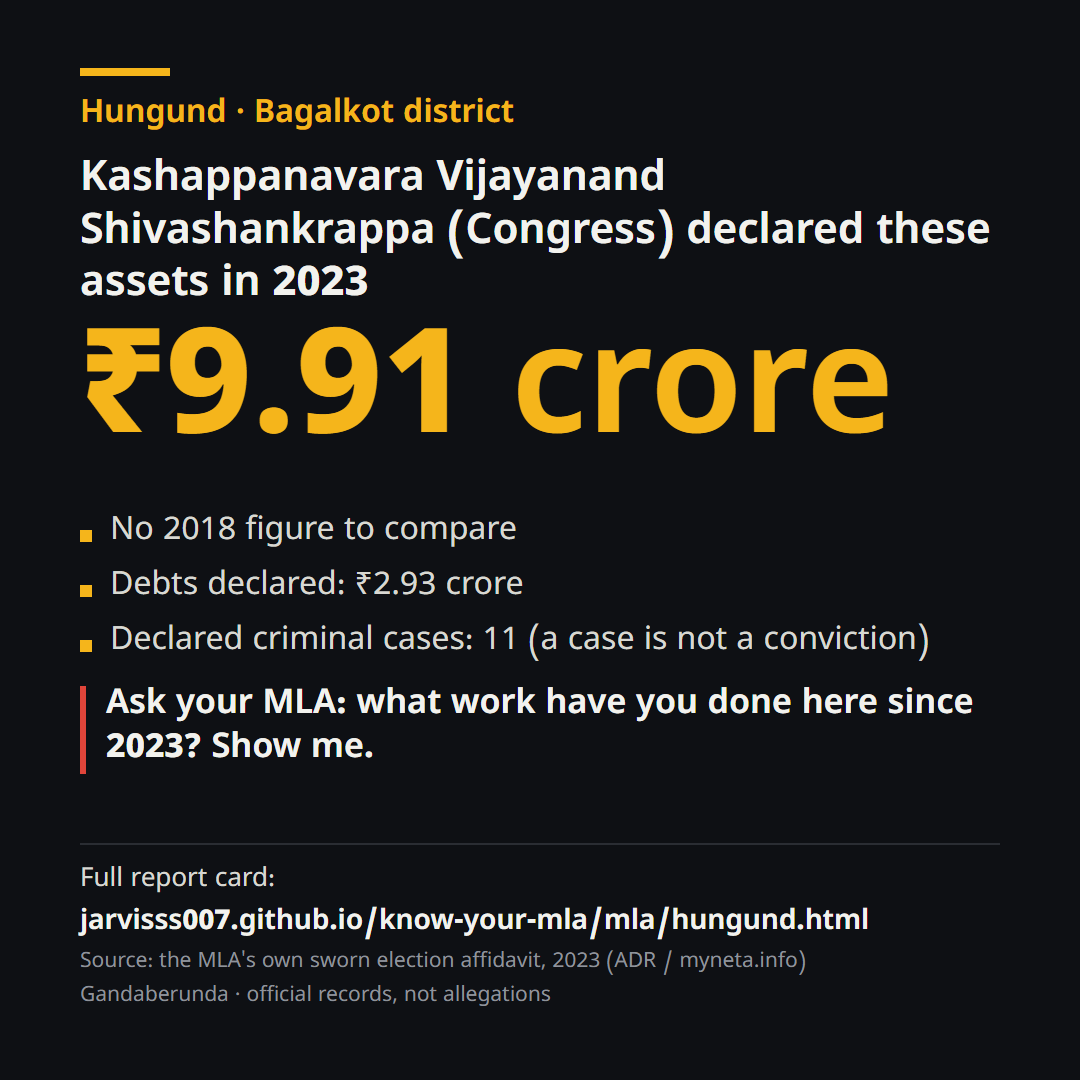 Hungund · Bagalkot district
Kashappanavara Vijayanand
Shivashankrappa (Congress) declared these
assets in 2023
₹9.91 crore
No 2018 figure to compare
Debts declared: ₹2.93 crore
Declared criminal cases: 11 (a case is not a conviction)
Ask your MLA: what work have you done here since
2023? Show me.
Full report card:
jarvisss007.github.io/know-your-mla/mla/hungund.html
Source: the MLA's own sworn election affidavit, 2023 (ADR / myneta.info)
Gandaberunda · official records, not allegations